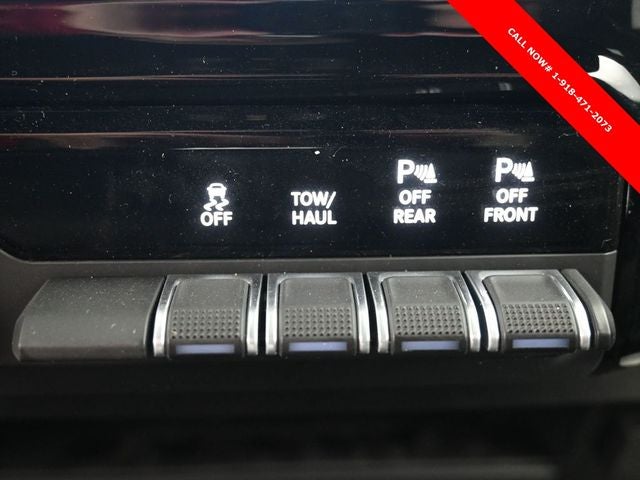 CALL NOW# 1-918-471-2073
OFF
TOW/
HAUL
P
OFF
REAR
P
OFF
FRONT